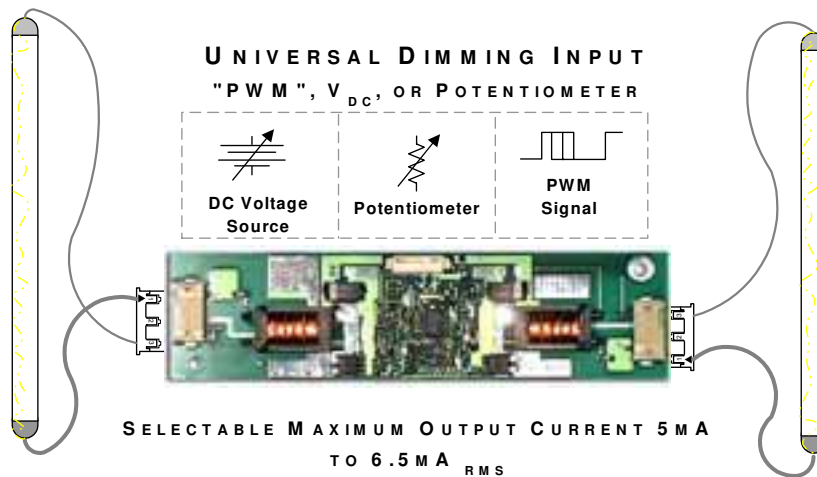 UNIVERSAL DIMMING INPUT
"PWM", VDC, OR POTENTIOMETER
DC Voltage
Source
Potentiometer
PWM
Signal
SELECTABLE MAXIMUM OUTPUT CURRENT 5MA
TO 6.5MA RMS